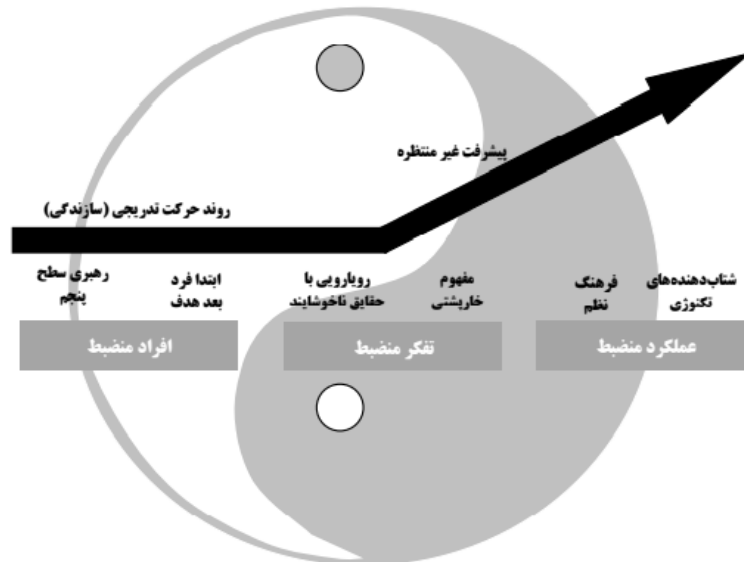 پیشرفت غیر منتظره
روند حرکت تدریجی (سازندگی)
رهبری سطح
پنجم
ابتدا فرد
بعد هدف
رویارویی با
حقایق ناخوشایند
مفهوم
خارپشتی
فرهنگ
نظم
شتاب‌دهنده‌های
تکنوژی
افراد منضبط
تفکر منضبط
عملکرد منضبط